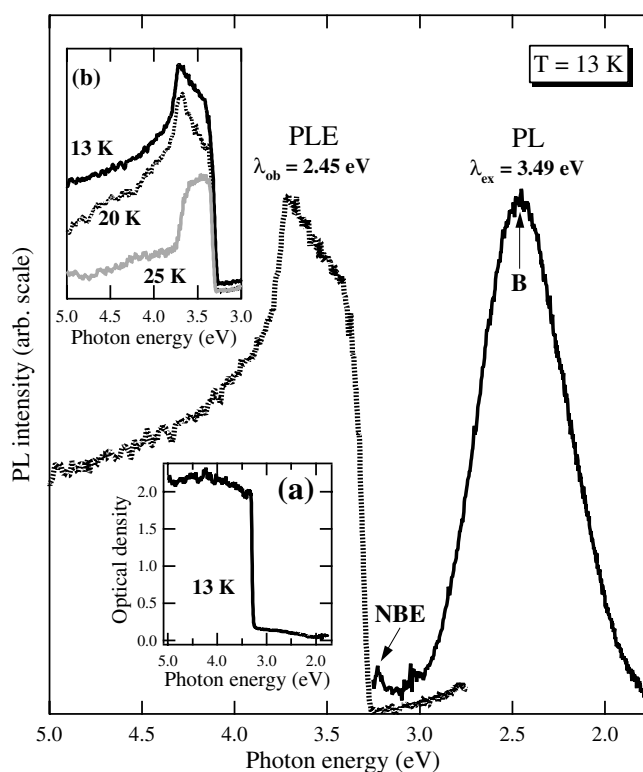 T = 13 K
(b)
13 K
20 K
25 K
5.0 4.5 4.0 3.5 3.0
Photon energy (eV)
PLE
λob = 2.45 eV
PL
λex = 3.49 eV
B
PL intensity (arb. scale)
(a)
2.0
1.5
1.0
0.5
0.0
Optical density
13 K
5.0 4.0 3.0 2.0
Photon energy (eV)
NBE
5.0 4.5 4.0 3.5 3.0 2.5 2.0
Photon energy (eV)